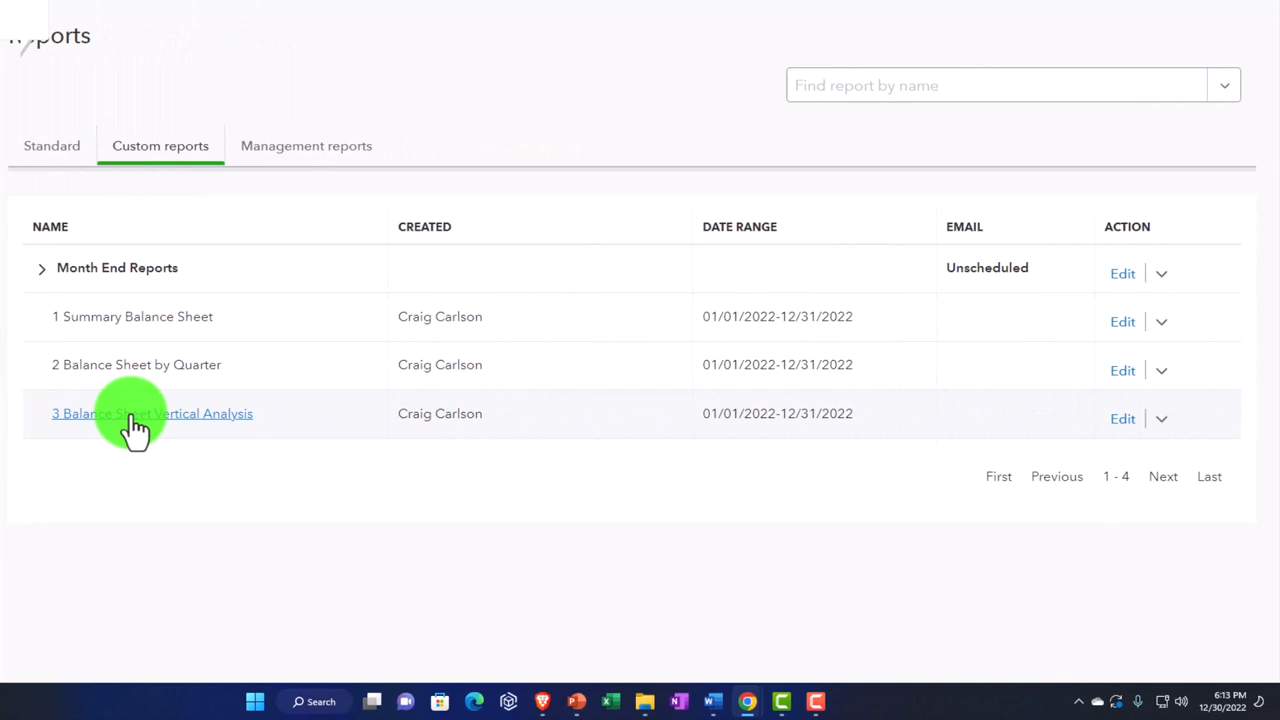 Reports
Find report by name
Standard Custom reports Management reports
NAME CREATED DATE RANGE EMAIL ACTION
Month End Reports Unscheduled Edit
1 Summary Balance Sheet Craig Carlson 01/01/2022-12/31/2022 Edit
2 Balance Sheet by Quarter Craig Carlson 01/01/2022-12/31/2022 Edit
3 Balance Sheet Vertical Analysis Craig Carlson 01/01/2022-12/31/2022 Edit
First Previous 1 - 4 Next Last
Search
6:13 PM
12/30/2022